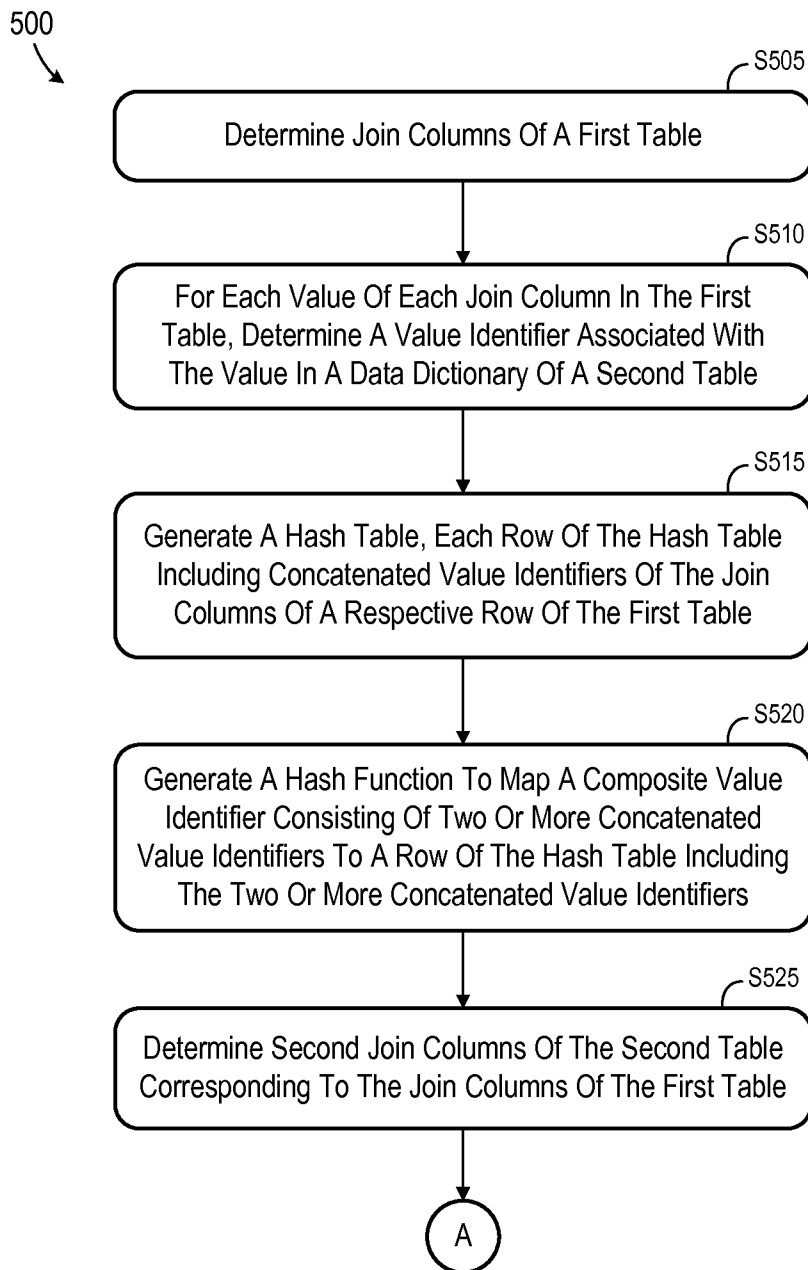 500
S505
Determine Join Columns Of A First Table
S510
For Each Value Of Each Join Column In The First
Table, Determine A Value Identifier Associated With
The Value In A Data Dictionary Of A Second Table
S515
Generate A Hash Table, Each Row Of The Hash Table
Including Concatenated Value Identifiers Of The Join
Columns Of A Respective Row Of The First Table
S520
Generate A Hash Function To Map A Composite Value
Identifier Consisting Of Two Or More Concatenated
Value Identifiers To A Row Of The Hash Table Including
The Two Or More Concatenated Value Identifiers
S525
Determine Second Join Columns Of The Second Table
Corresponding To The Join Columns Of The First Table
A